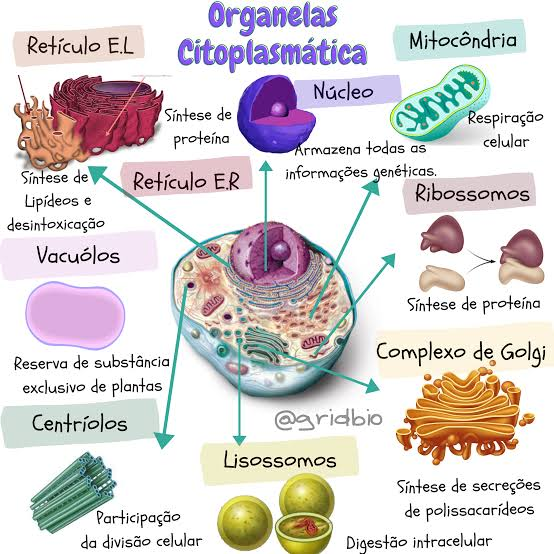 Organelas
Citoplasmática
Retículo E.L
Síntese de
Lipídeos e
desintoxicação
Síntese de
proteína
Retículo E.R
Núcleo
Armazena todas as
informações genéticas.
Mitocôndria
Respiração
celular
Ribossomos
Síntese de proteína
Vacuólos
Reserva de substância
exclusivo de plantas
Complexo de Golgi
Síntese de secreções
de polissacarídeos
Centríolos
Participação
da divisão celular
@gridbio
Lisossomos
Digestão intracelular